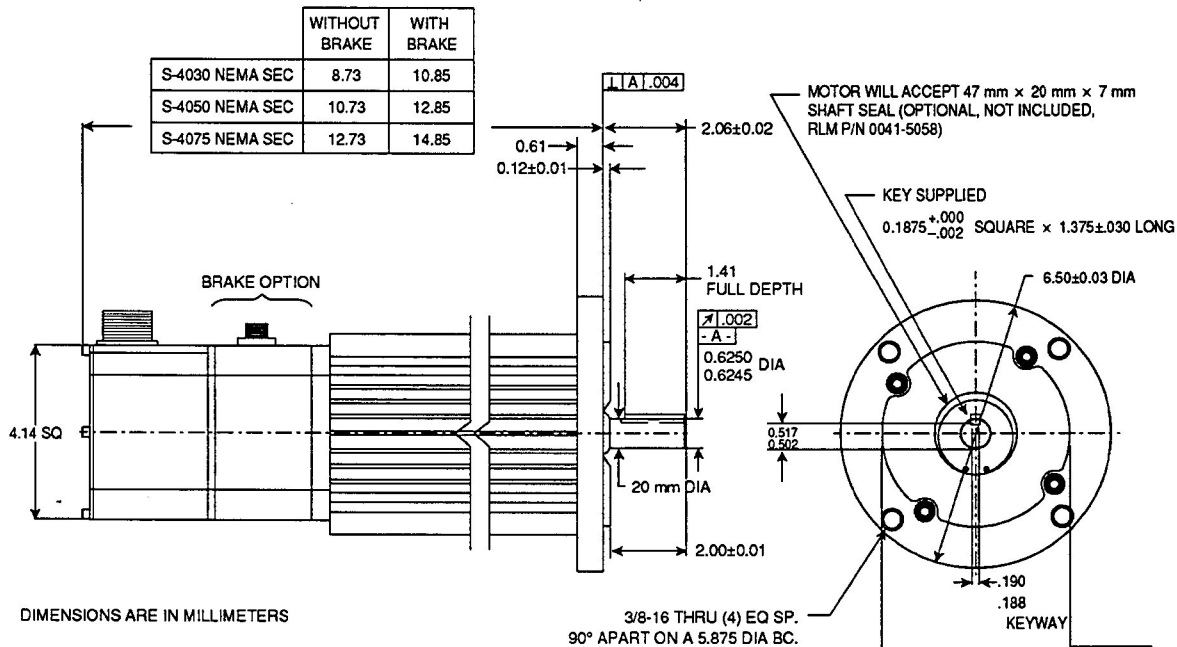 WITHOUT BRAKE WITH BRAKE
S-4030 NEMA SEC 8.73 10.85
S-4050 NEMA SEC 10.73 12.85
S-4075 NEMA SEC 12.73 14.85
⊥ A .004
2.06±0.02
0.61
0.12±0.01
MOTOR WILL ACCEPT 47 mm × 20 mm × 7 mm
SHAFT SEAL (OPTIONAL, NOT INCLUDED,
RLM P/N 0041-5058)
KEY SUPPLIED
0.1875 +.000 -.002 SQUARE × 1.375±.030 LONG
BRAKE OPTION
1.41
FULL DEPTH
6.50±0.03 DIA
↗ .002
- A -
0.6250
0.6245 DIA
4.14 SQ
0.517
0.502
20 mm DIA
2.00±0.01
.190
.188
KEYWAY
DIMENSIONS ARE IN MILLIMETERS
3/8-16 THRU (4) EQ SP.
90° APART ON A 5.875 DIA BC.